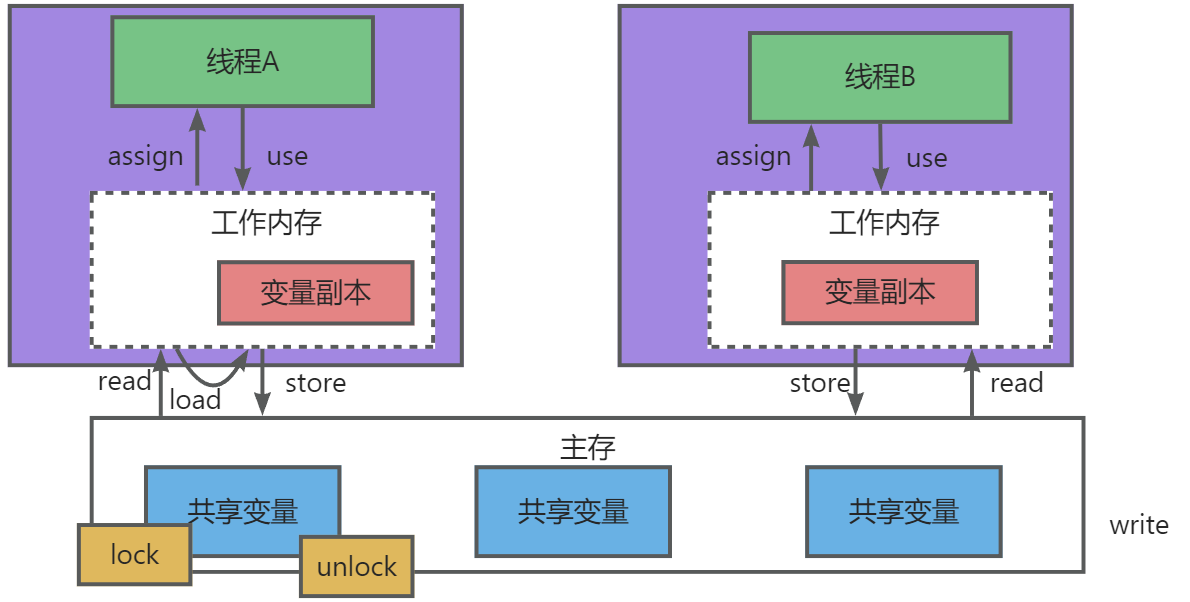 线程A
线程B
assign
use
assign
use
工作内存
工作内存
变量副本
变量副本
read
load
store
store
read
主存
共享变量
共享变量
共享变量
write
lock
unlock